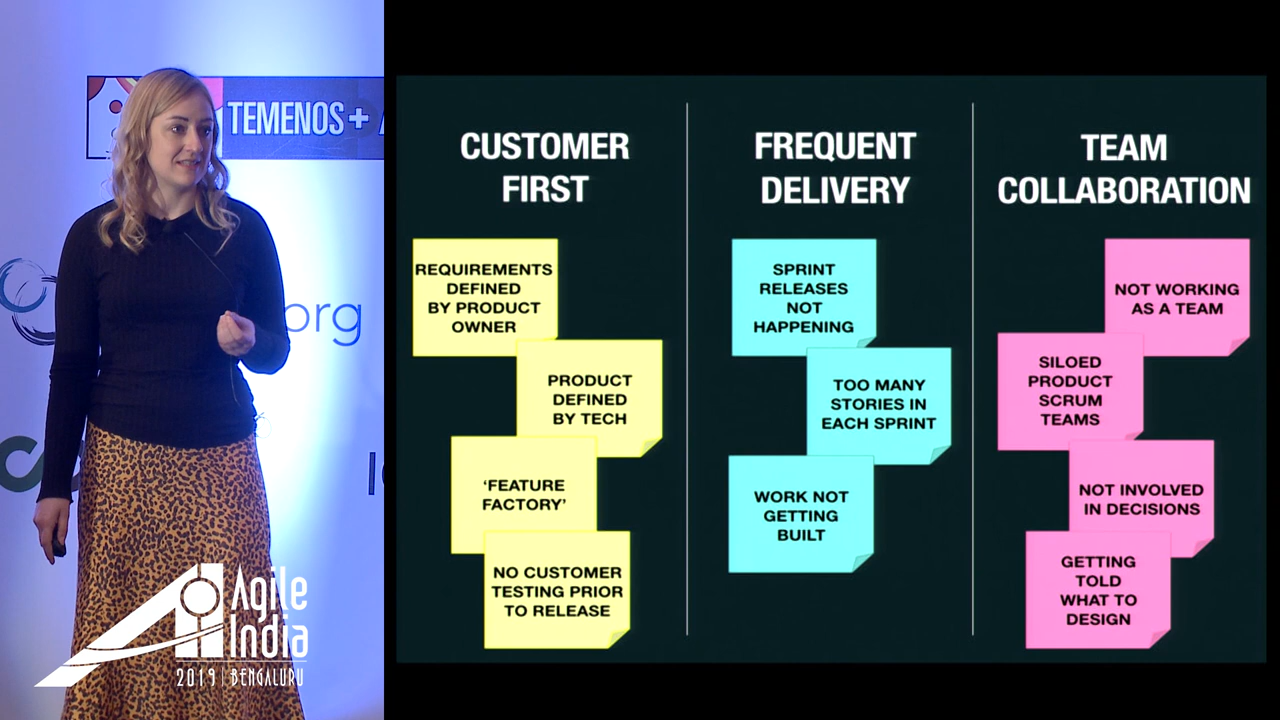 TEMENOS+
org
Agile
India
2019 | BENGALURU
CUSTOMER
FIRST
REQUIREMENTS
DEFINED
BY PRODUCT
OWNER
PRODUCT
DEFINED
BY TECH
‘FEATURE
FACTORY’
NO CUSTOMER
TESTING PRIOR
TO RELEASE
FREQUENT
DELIVERY
SPRINT
RELEASES
NOT
HAPPENING
TOO MANY
STORIES IN
EACH SPRINT
WORK NOT
GETTING
BUILT
TEAM
COLLABORATION
NOT WORKING
AS A TEAM
SILOED
PRODUCT
SCRUM
TEAMS
NOT INVOLVED
IN DECISIONS
GETTING
TOLD
WHAT TO
DESIGN